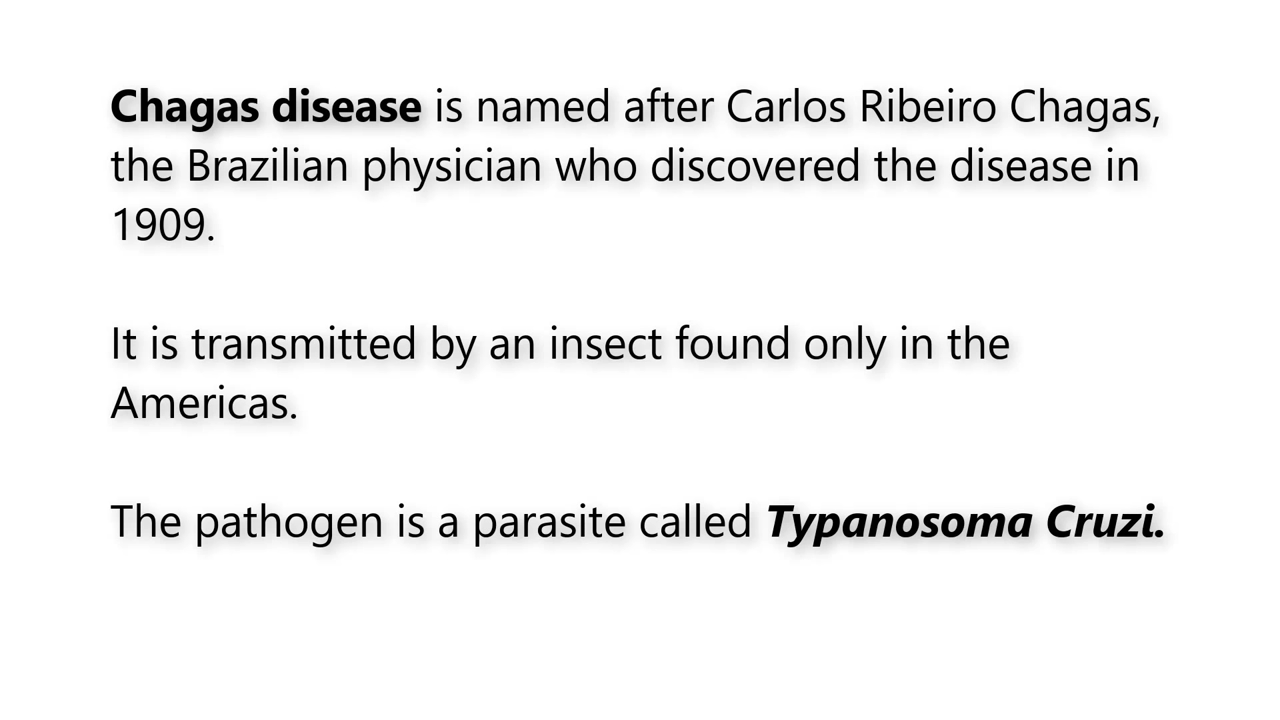 Chagas disease is named after Carlos Ribeiro Chagas,
the Brazilian physician who discovered the disease in
1909.
It is transmitted by an insect found only in the
Americas.
The pathogen is a parasite called Typanosoma Cruzi.